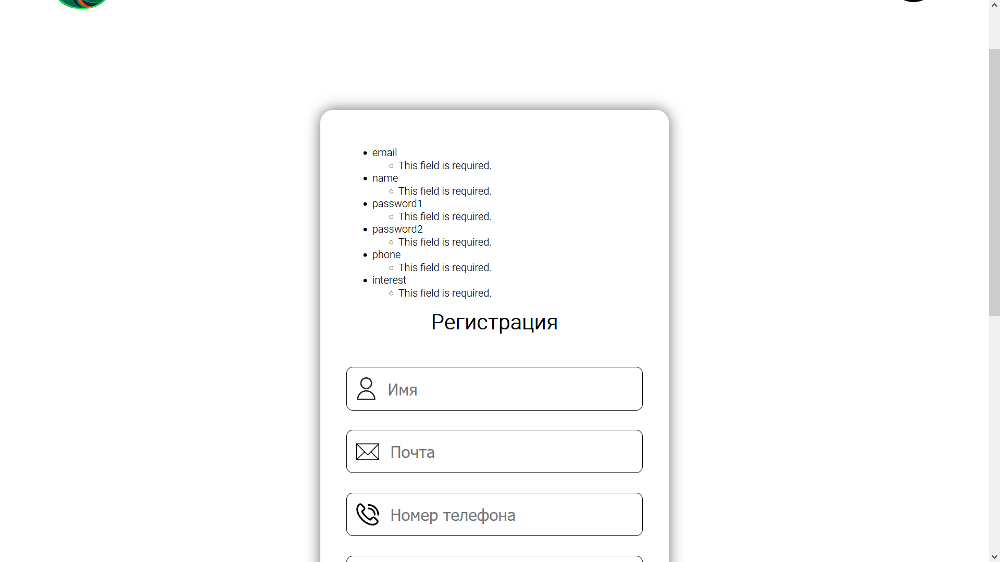 email
This field is required.
name
This field is required.
password1
This field is required.
password2
This field is required.
phone
This field is required.
interest
This field is required.
Регистрация
Имя
Почта
Номер телефона